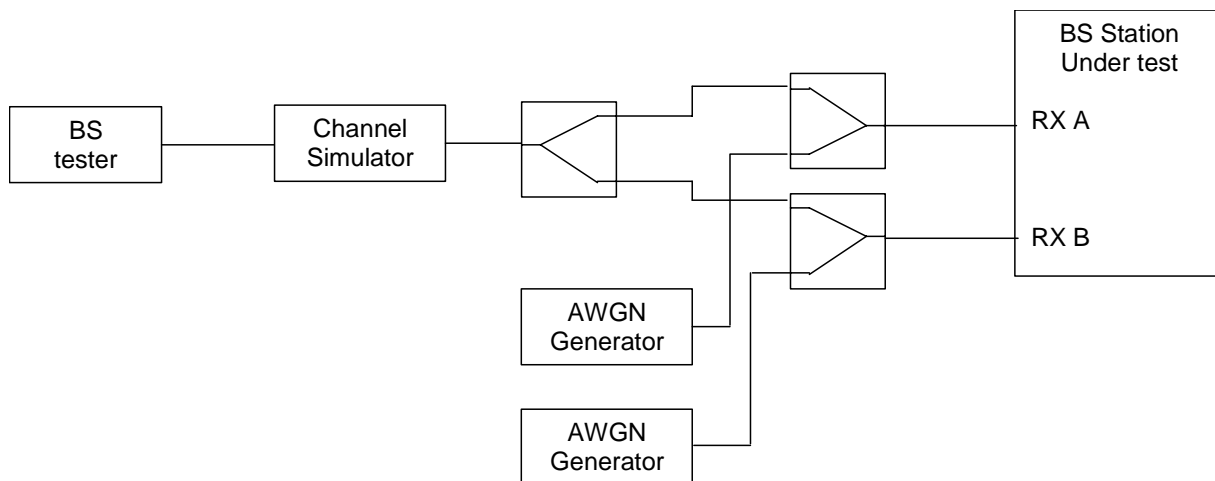 BS Station
Under test
BS
tester
Channel
Simulator
RX A
RX B
AWGN
Generator
AWGN
Generator